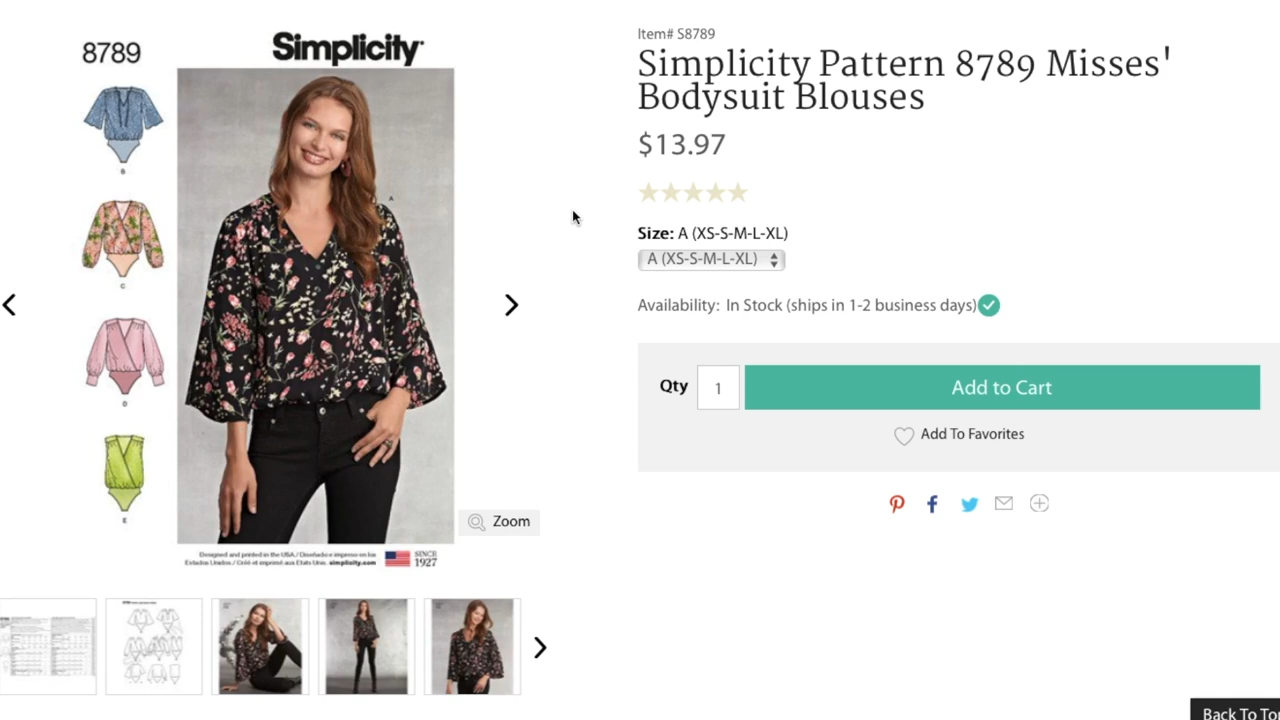 8789
Simplicity
B
C
D
E
A
Designed and printed in the USA / Diseñado e impreso en los
Estados Unidos / Créé et imprimé aux États Unis simplicity.com
SINCE
1927
Zoom
Item# S8789
Simplicity Pattern 8789 Misses'
Bodysuit Blouses
$13.97
Size: A (XS-S-M-L-XL)
A (XS-S-M-L-XL)
Availability: In Stock (ships in 1-2 business days)
Qty 1 Add to Cart
Add To Favorites
Back To To